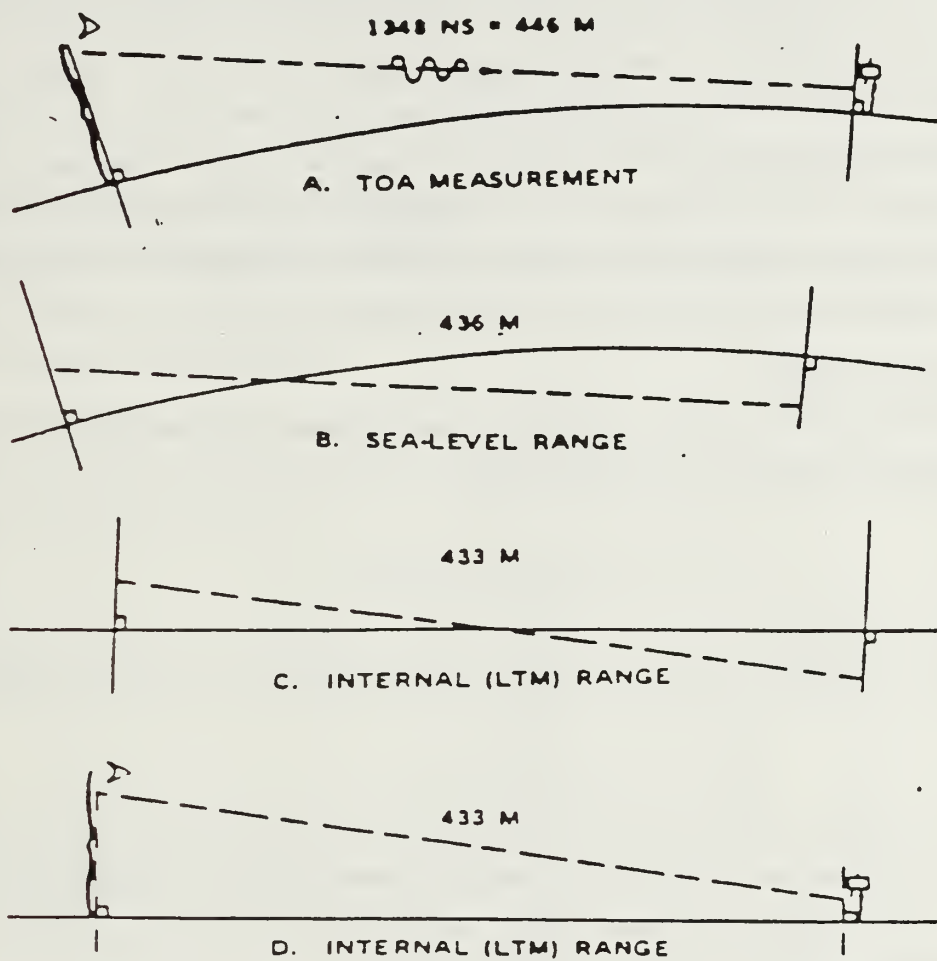 1348 NS = 446 M
A. TOA MEASUREMENT
436 M
B. SEA-LEVEL RANGE
433 M
C. INTERNAL (LTM) RANGE
433 M
D. INTERNAL (LTM) RANGE